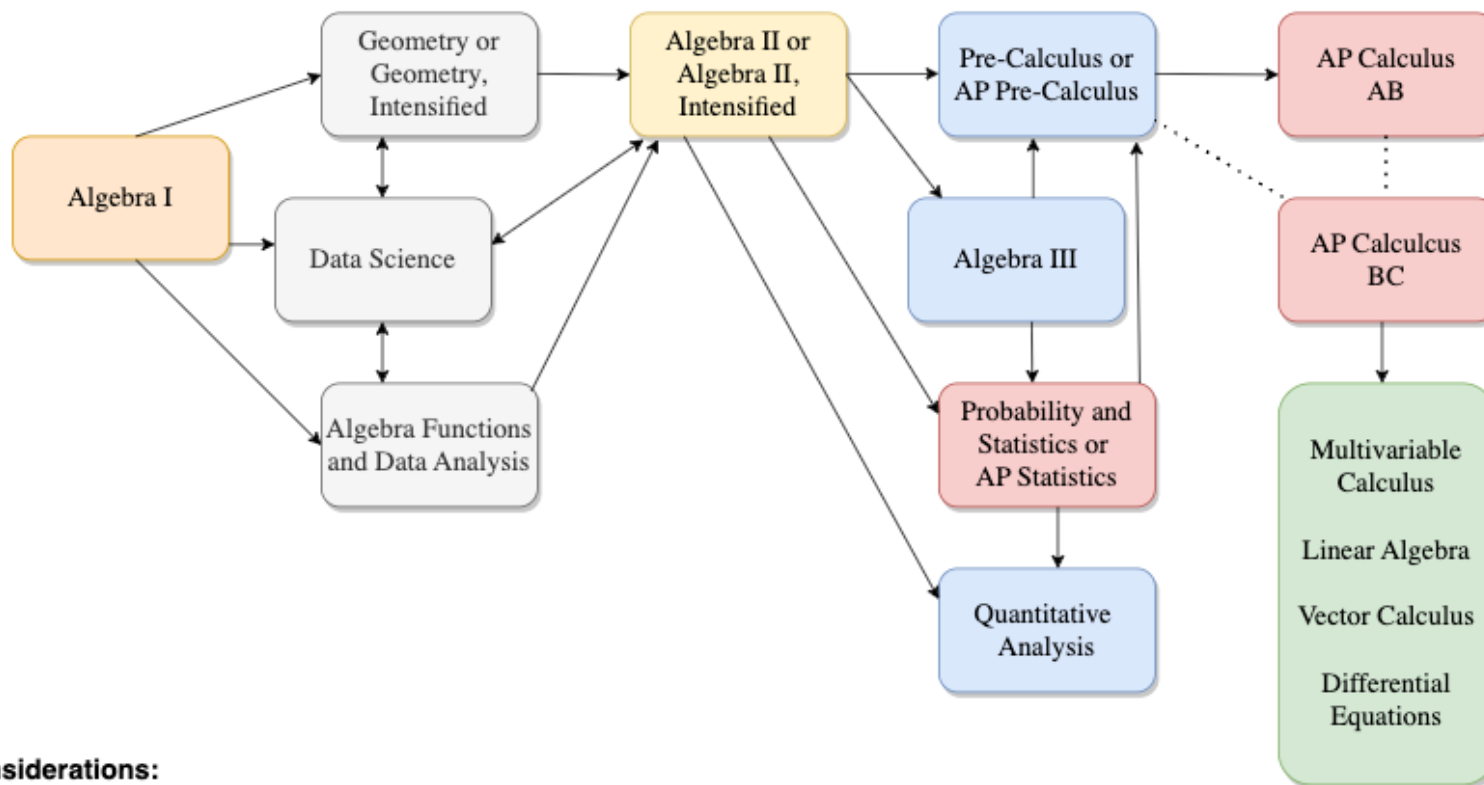 Geometry or
Geometry,
Intensified
Algebra II or
Algebra II,
Intensified
Pre-Calculus or
AP Pre-Calculus
AP Calculus
AB
Algebra I
Data Science
Algebra III
AP Calculcus
BC
Algebra Functions
and Data Analysis
Probability and
Statistics or
AP Statistics
Multivariable
Calculus
Linear Algebra
Vector Calculus
Differential
Equations
Quantitative
Analysis
nsiderations: